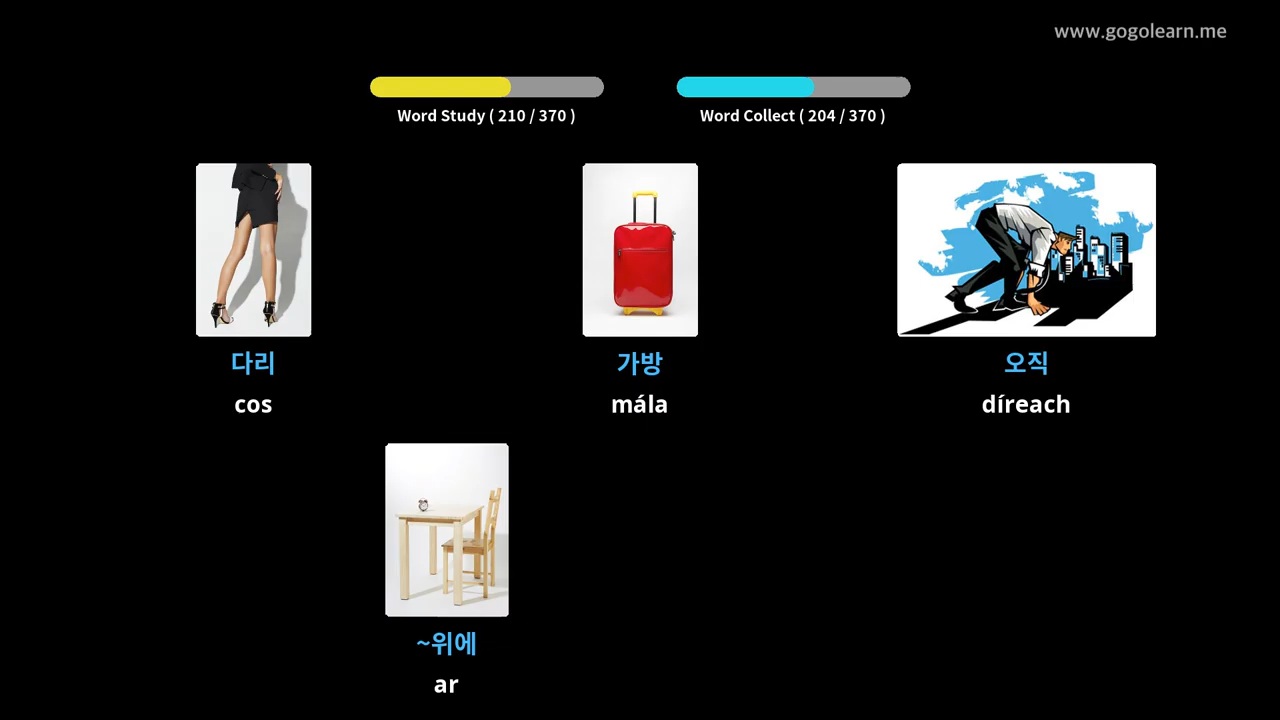 www.gogolearn.me
Word Study ( 210 / 370 )
Word Collect ( 204 / 370 )
다리
cos
가방
mála
오직
díreach
~위에
ar